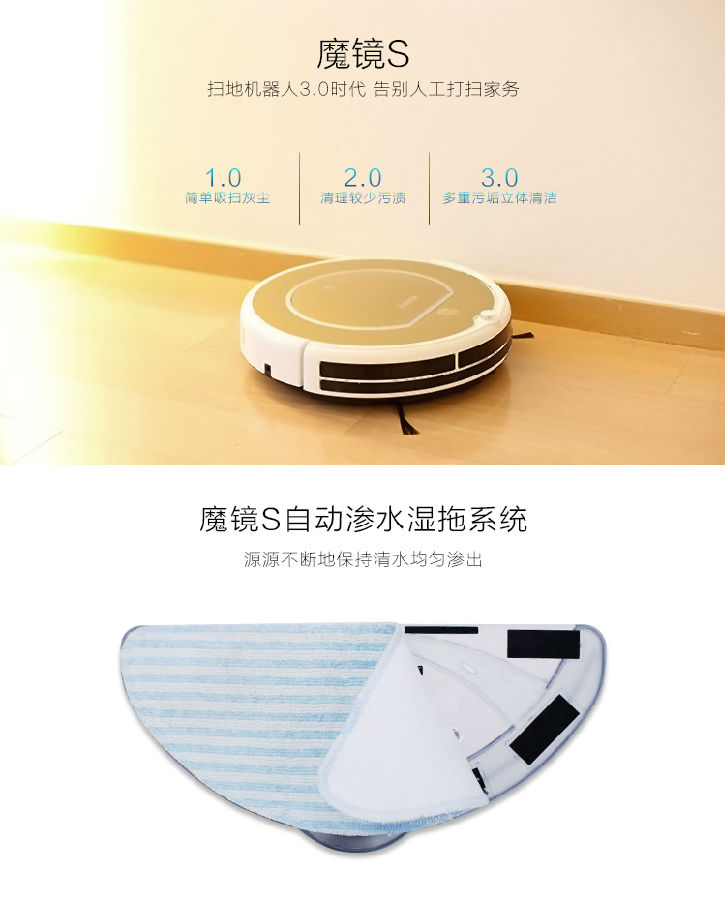 魔镜S
扫地机器人3.0时代 告别人工打扫家务
1.0
简单吸扫灰尘
2.0
清理较少污渍
3.0
多重污垢立体清洁
魔镜S自动渗水湿拖系统
源源不断地保持清水均匀渗出